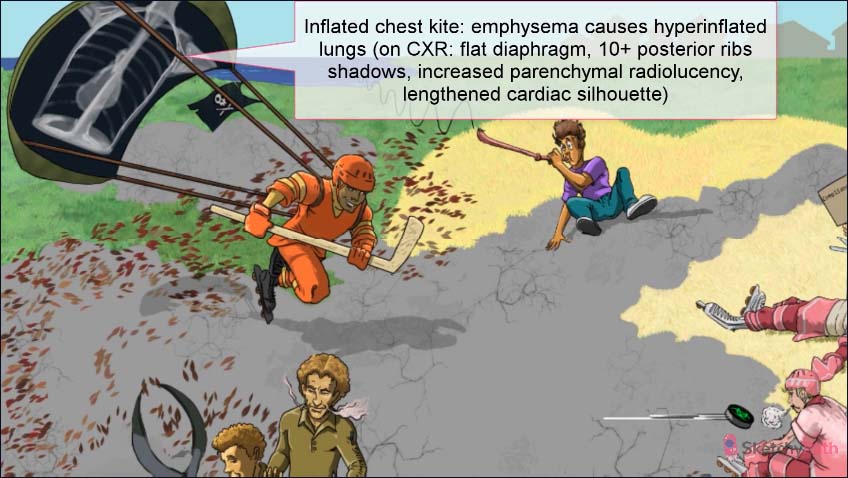 Inflated chest kite: emphysema causes hyperinflated
lungs (on CXR: flat diaphragm, 10+ posterior ribs
shadows, increased parenchymal radiolucency,
lengthened cardiac silhouette)